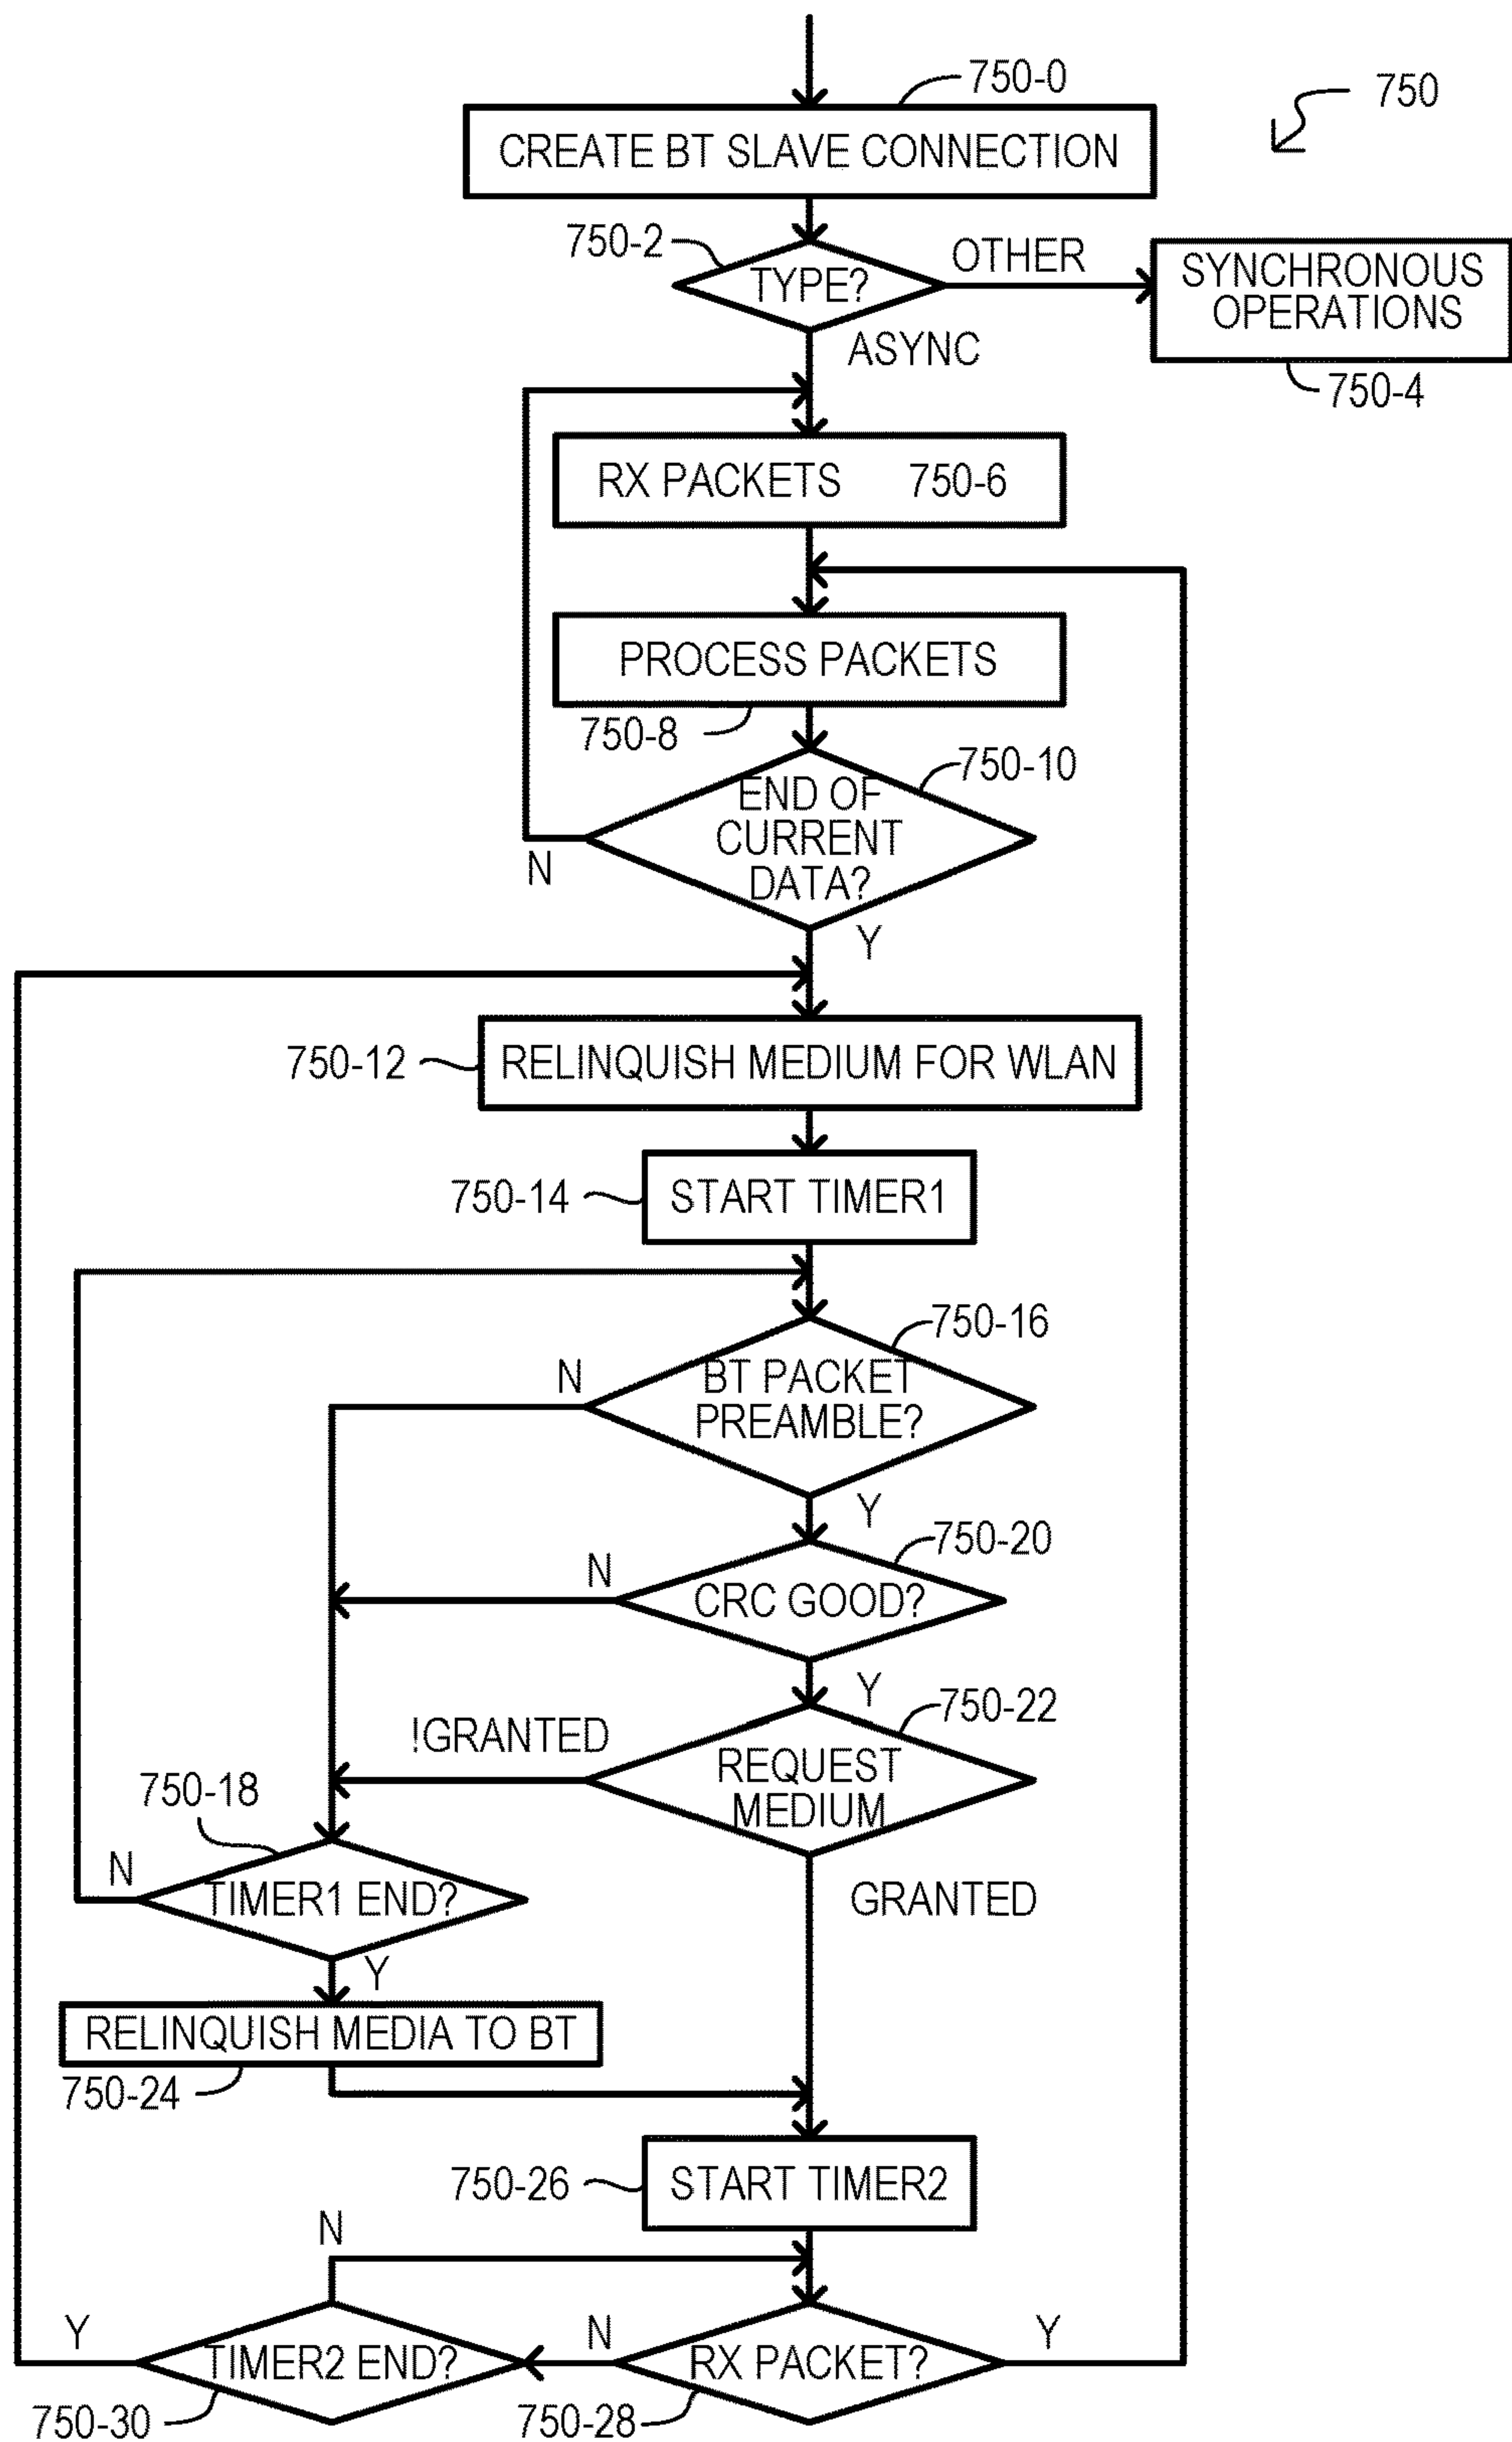 750-0
750
CREATE BT SLAVE CONNECTION
750-2
OTHER
TYPE?
SYNCHRONOUS
OPERATIONS
ASYNC
750-4
RX PACKETS 750-6
PROCESS PACKETS
750-8
750-10
END OF
CURRENT
DATA?
N
Y
750-12
RELINQUISH MEDIUM FOR WLAN
750-14
START TIMER1
750-16
N
BT PACKET
PREAMBLE?
Y
750-20
N
CRC GOOD?
Y
750-22
!GRANTED
REQUEST
MEDIUM
750-18
N
TIMER1 END?
GRANTED
Y
RELINQUISH MEDIA TO BT
750-24
750-26
START TIMER2
N
Y
TIMER2 END?
N
RX PACKET?
Y
750-30
750-28